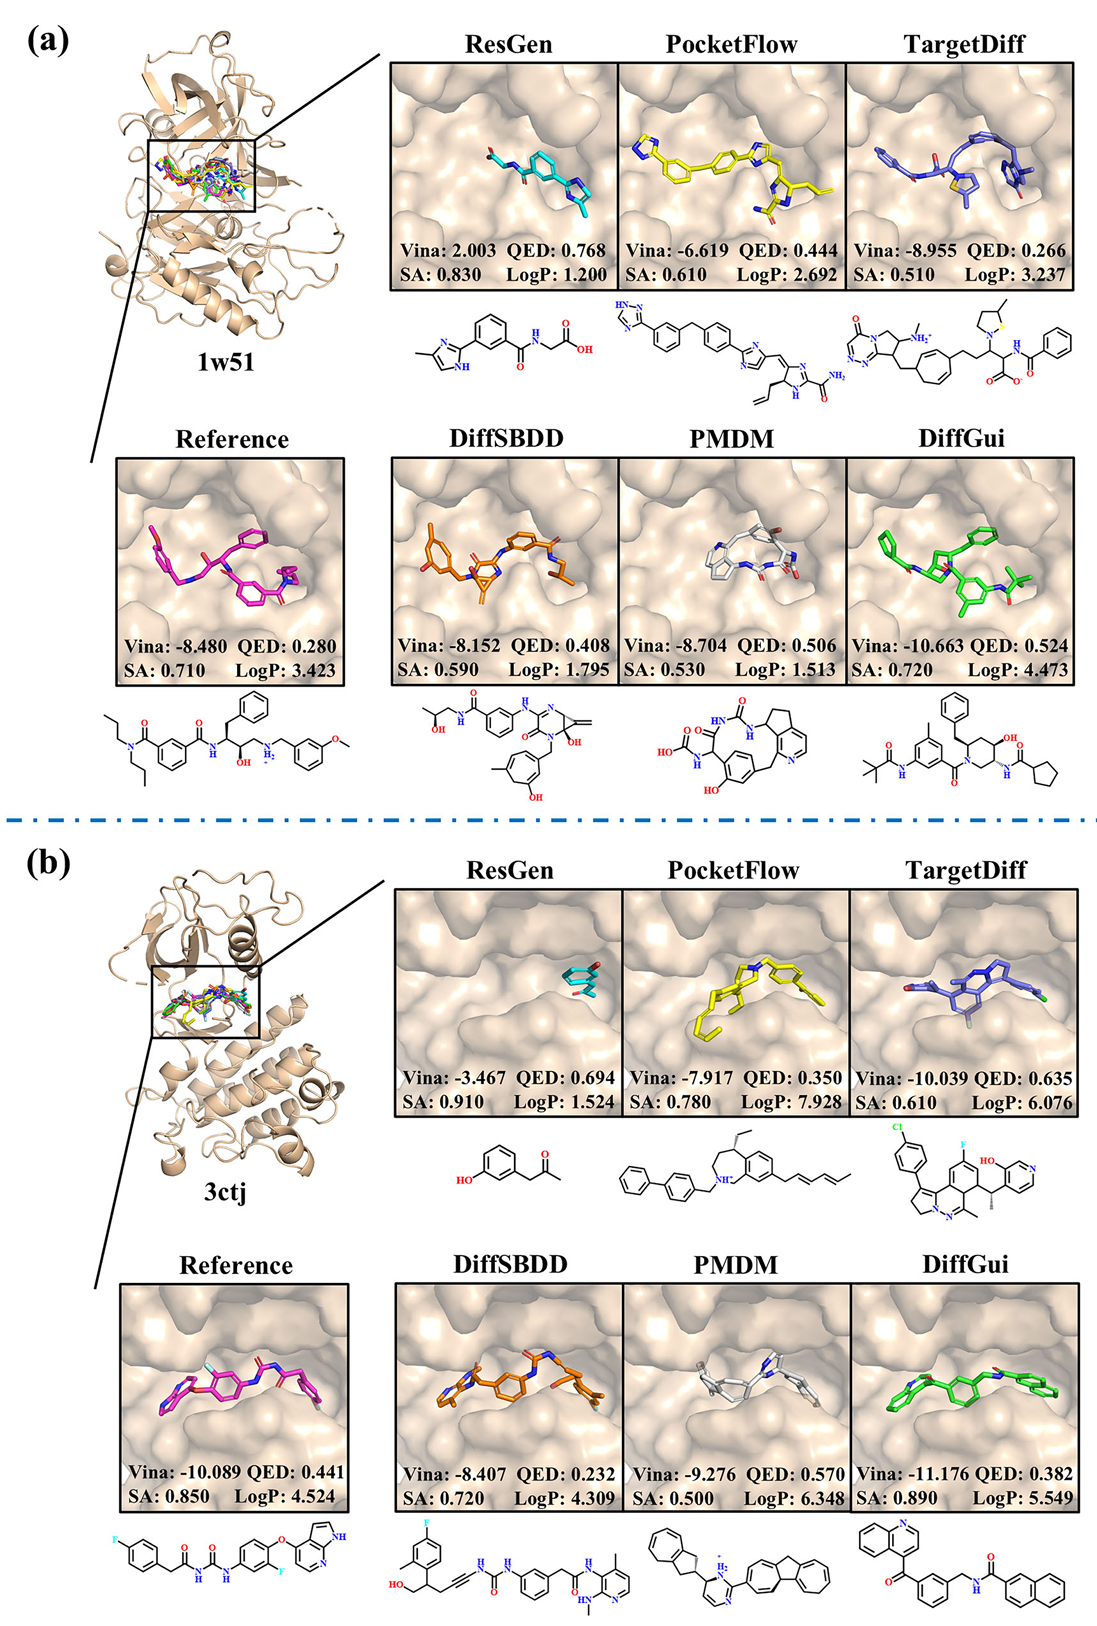 (a)
ResGen PocketFlow TargetDiff
Vina: 2.003 QED: 0.768
SA: 0.830 LogP: 1.200
Vina: -6.619 QED: 0.444
SA: 0.610 LogP: 2.692
Vina: -8.955 QED: 0.266
SA: 0.510 LogP: 3.237
1w51
Reference DiffSBDD PMDM DiffGui
Vina: -8.480 QED: 0.280
SA: 0.710 LogP: 3.423
Vina: -8.152 QED: 0.408
SA: 0.590 LogP: 1.795
Vina: -8.704 QED: 0.506
SA: 0.530 LogP: 1.513
Vina: -10.663 QED: 0.524
SA: 0.720 LogP: 4.473
(b)
ResGen PocketFlow TargetDiff
Vina: -3.467 QED: 0.694
SA: 0.910 LogP: 1.524
Vina: -7.917 QED: 0.350
SA: 0.780 LogP: 7.928
Vina: -10.039 QED: 0.635
SA: 0.610 LogP: 6.076
3ctj
Reference DiffSBDD PMDM DiffGui
Vina: -10.089 QED: 0.441
SA: 0.850 LogP: 4.524
Vina: -8.407 QED: 0.232
SA: 0.720 LogP: 4.309
Vina: -9.276 QED: 0.570
SA: 0.500 LogP: 6.348
Vina: -11.176 QED: 0.382
SA: 0.890 LogP: 5.549